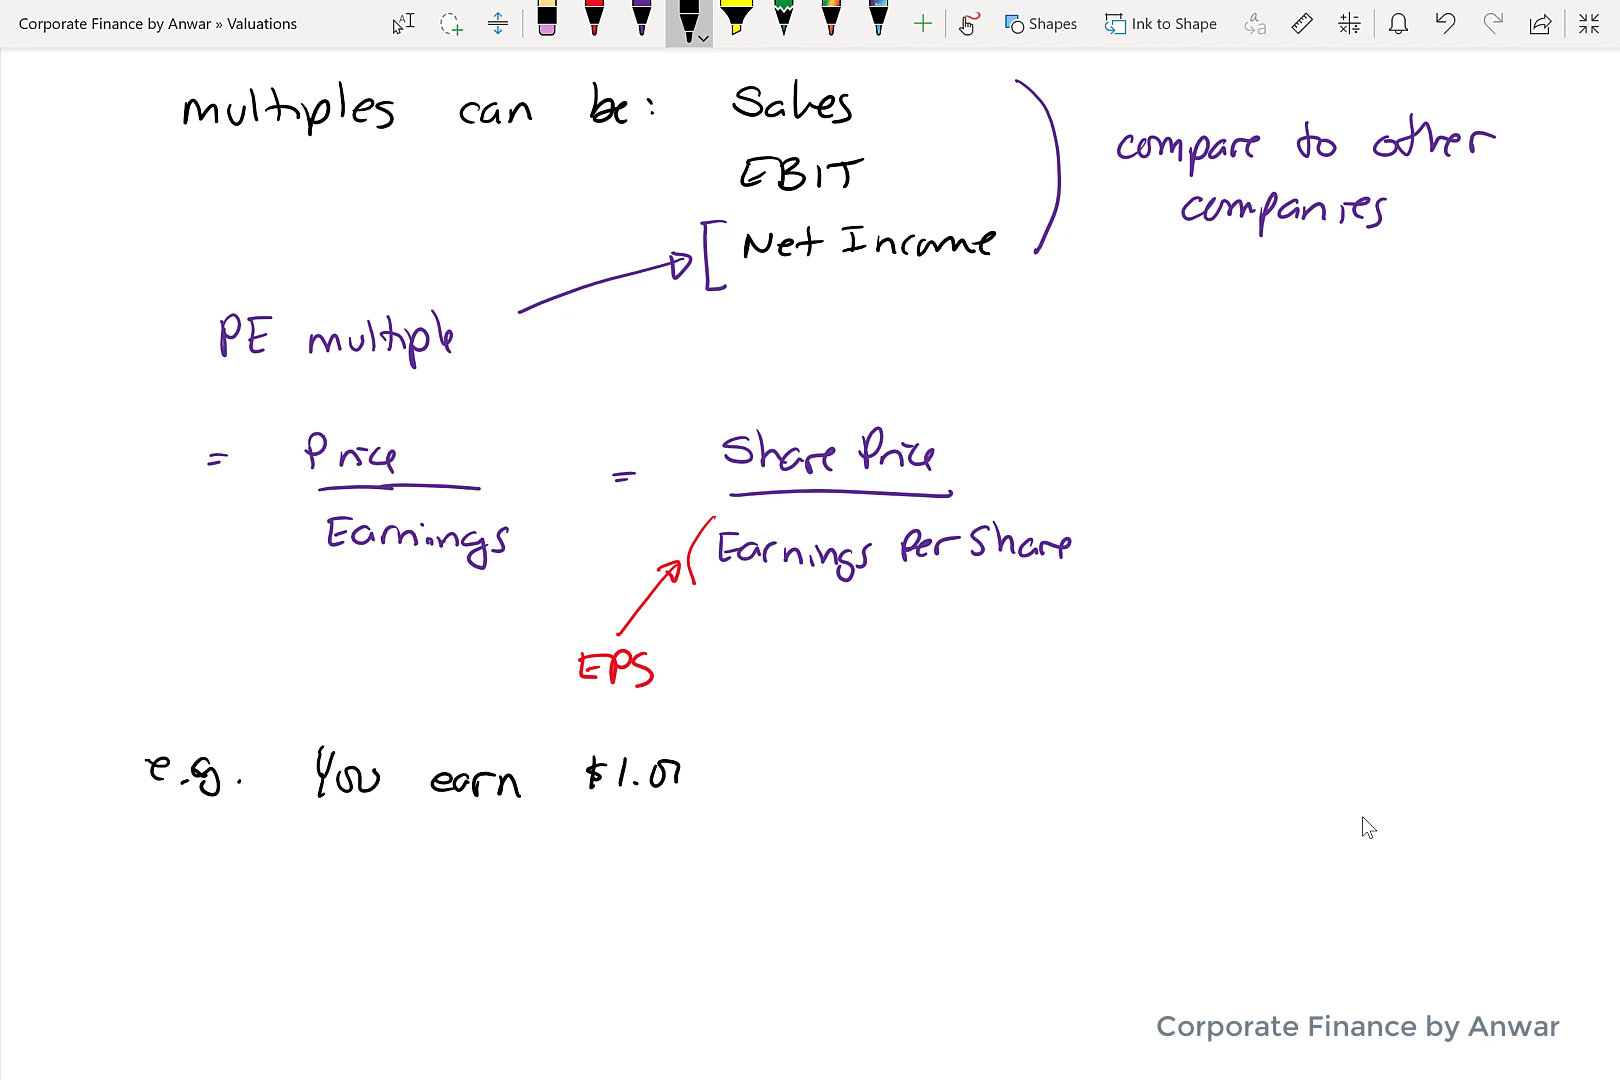 Corporate Finance by Anwar » Valuations
Shapes
Ink to Shape
multiples can be: Sales
EBIT
Net Income
compare to other
companies
PE multiple
= Price / Earnings = Share Price / Earnings Per Share
EPS
e.g. You earn $1.0
Corporate Finance by Anwar